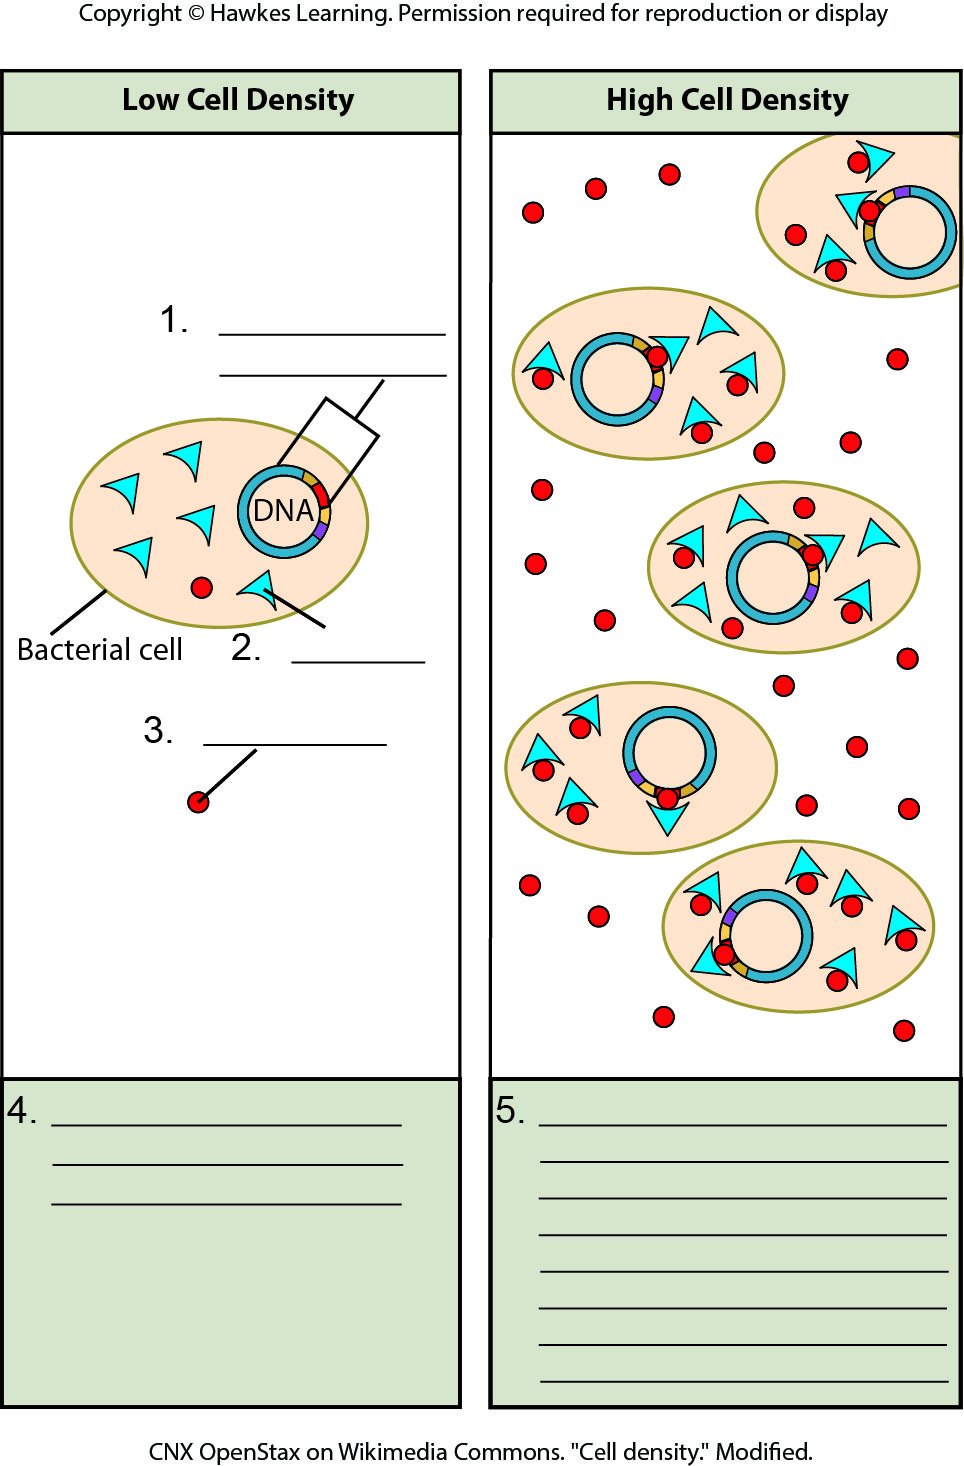 Copyright © Hawkes Learning. Permission required for reproduction or display
Low Cell Density
High Cell Density
1.
DNA
Bacterial cell
2.
3.
4.
5.
CNX OpenStax on Wikimedia Commons. "Cell density." Modified.